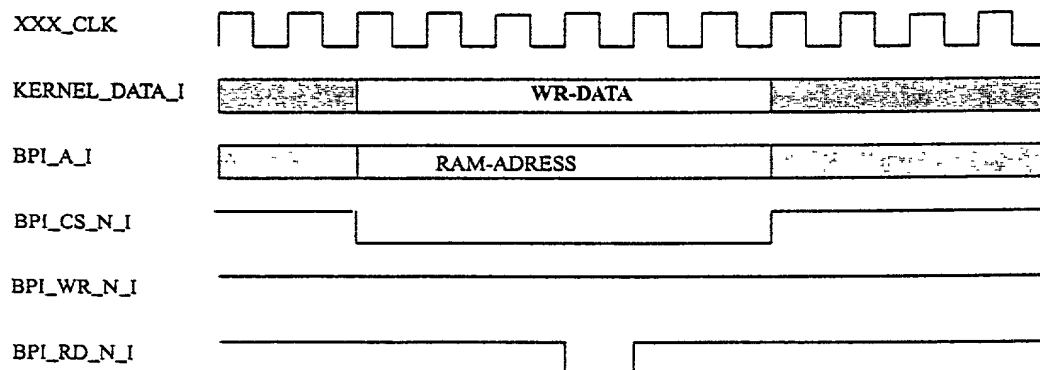 XXX_CLK
KERNEL_DATA_I WR-DATA
BPI_A_I RAM-ADRESS
BPI_CS_N_I
BPI_WR_N_I
BPI_RD_N_I